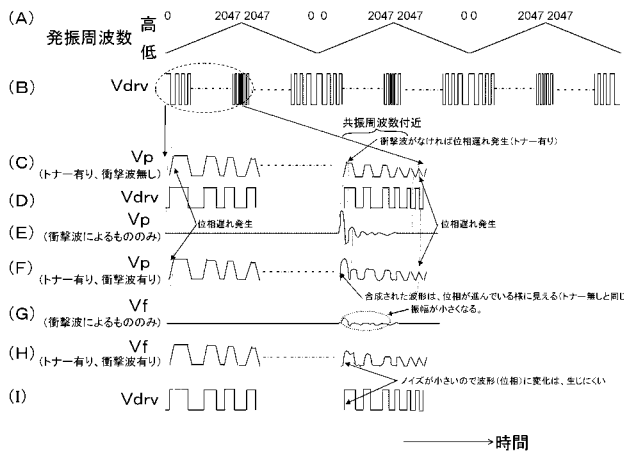 (A) 発振周波数 高 低 0 2047 2047 0 0 2047 2047 0 0 2047 2047
(B) Vdrv
共振周波数付近
衝撃波がなければ位相遅れ発生(トナー有り)
(C) Vp
(トナー有り、衝撃波無し)
(D) Vdrv
位相遅れ発生
位相遅れ発生
(E) Vp
(衝撃波によるもののみ)
(F) Vp
(トナー有り、衝撃波有り)
合成された波形は、位相が進んでいる様に見える(トナー無しと同じ
(G) Vf
(衝撃波によるもののみ)
振幅が小さくなる。
(H) Vf
(トナー有り、衝撃波有り)
ノイズが小さいので波形(位相)に変化は、生じにくい
(I) Vdrv
時間